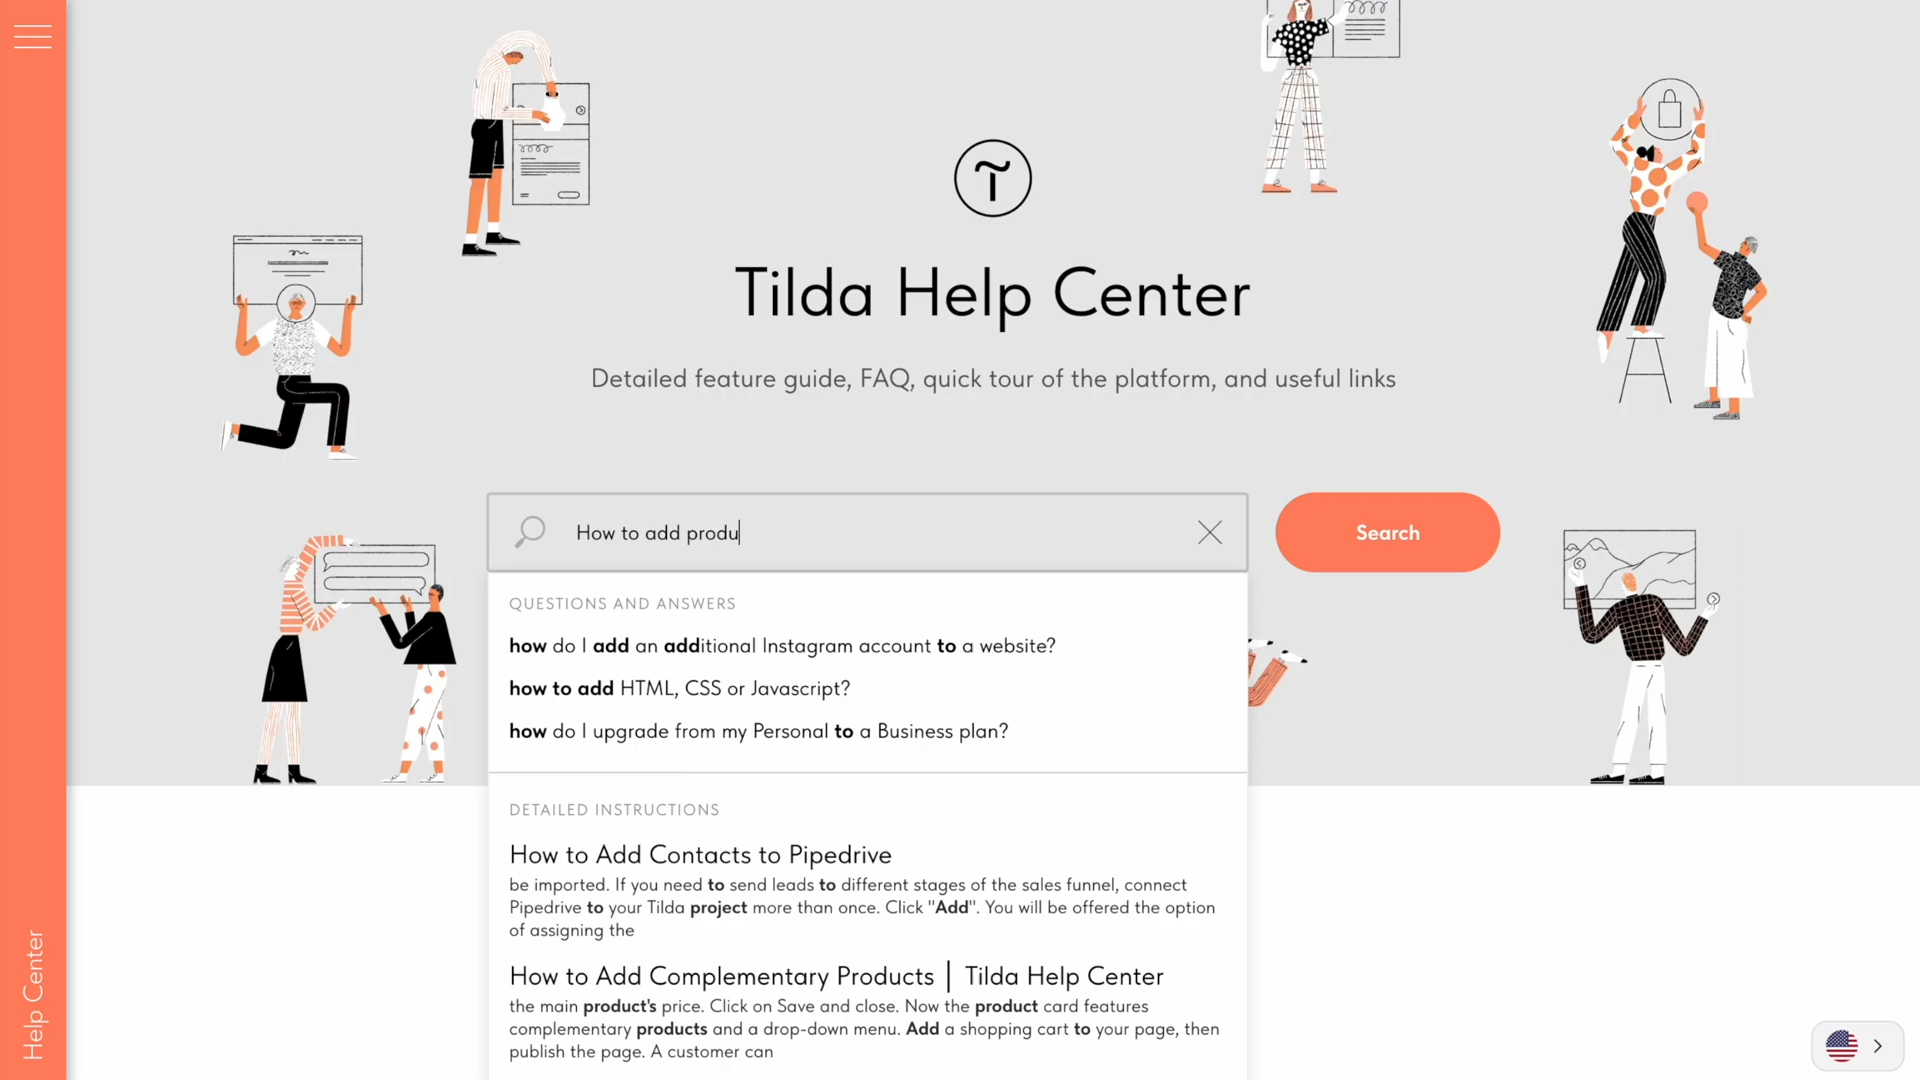 Tilda Help Center
Detailed feature guide, FAQ, quick tour of the platform, and useful links
How to add produ
Search
QUESTIONS AND ANSWERS
how do I add an additional Instagram account to a website?
how to add HTML, CSS or Javascript?
how do I upgrade from my Personal to a Business plan?
DETAILED INSTRUCTIONS
How to Add Contacts to Pipedrive
be imported. If you need to send leads to different stages of the sales funnel, connect
Pipedrive to your Tilda project more than once. Click "Add". You will be offered the option
of assigning the
How to Add Complementary Products | Tilda Help Center
the main product's price. Click on Save and close. Now the product card features
complementary products and a drop-down menu. Add a shopping cart to your page, then
publish the page. A customer can
Help Center